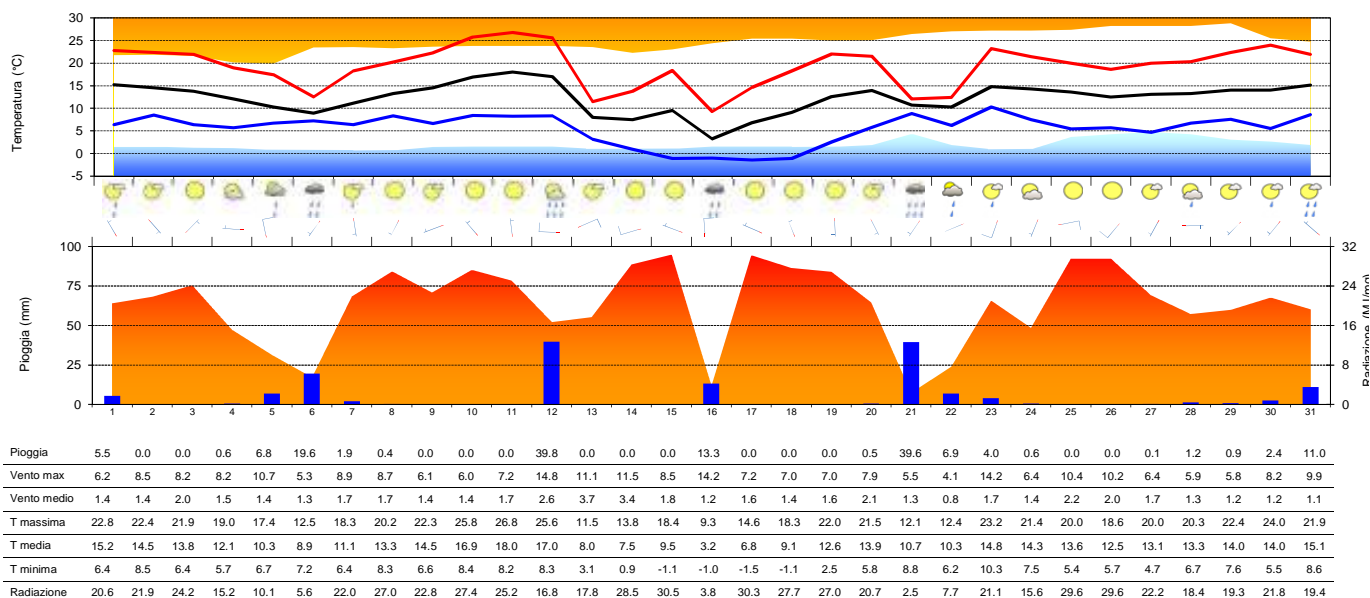 30
25
20
15
10
5
0
-5
Temperatura (°C)
100
75
50
25
0
Pioggia (mm)
32
24
16
8
0
Radiazione (MJ/mq)
1 2 3 4 5 6 7 8 9 10 11 12 13 14 15 16 17 18 19 20 21 22 23 24 25 26 27 28 29 30 31
Pioggia 5.5 0.0 0.0 0.6 6.8 19.6 1.9 0.4 0.0 0.0 0.0 39.8 0.0 0.0 0.0 13.3 0.0 0.0 0.0 0.5 39.6 6.9 4.0 0.6 0.0 0.0 0.1 1.2 0.9 2.4 11.0
Vento max 6.2 8.5 8.2 8.2 10.7 5.3 8.9 8.7 6.1 6.0 7.2 14.8 11.1 11.5 8.5 14.2 7.2 7.0 7.0 7.9 5.5 4.1 14.2 6.4 10.4 10.2 6.4 5.9 5.8 8.2 9.9
Vento medio 1.4 1.4 2.0 1.5 1.4 1.3 1.7 1.7 1.4 1.4 1.7 2.6 3.7 3.4 1.8 1.2 1.6 1.4 1.6 2.1 1.3 0.8 1.7 1.4 2.2 2.0 1.7 1.3 1.2 1.2 1.1
T massima 22.8 22.4 21.9 19.0 17.4 12.5 18.3 20.2 22.3 25.8 26.8 25.6 11.5 13.8 18.4 9.3 14.6 18.3 22.0 21.5 12.1 12.4 23.2 21.4 20.0 18.6 20.0 20.3 22.4 24.0 21.9
T media 15.2 14.5 13.8 12.1 10.3 8.9 11.1 13.3 14.5 16.9 18.0 17.0 8.0 7.5 9.5 3.2 6.8 9.1 12.6 13.9 10.7 10.3 14.8 14.3 13.6 12.5 13.1 13.3 14.0 14.0 15.1
T minima 6.4 8.5 6.4 5.7 6.7 7.2 6.4 8.3 6.6 8.4 8.2 8.3 3.1 0.9 -1.1 -1.0 -1.5 -1.1 2.5 5.8 8.8 6.2 10.3 7.5 5.4 5.7 4.7 6.7 7.6 5.5 8.6
Radiazione 20.6 21.9 24.2 15.2 10.1 5.6 22.0 27.0 22.8 27.4 25.2 16.8 17.8 28.5 30.5 3.8 30.3 27.7 27.0 20.7 2.5 7.7 21.1 15.6 29.6 29.6 22.2 18.4 19.3 21.8 19.4